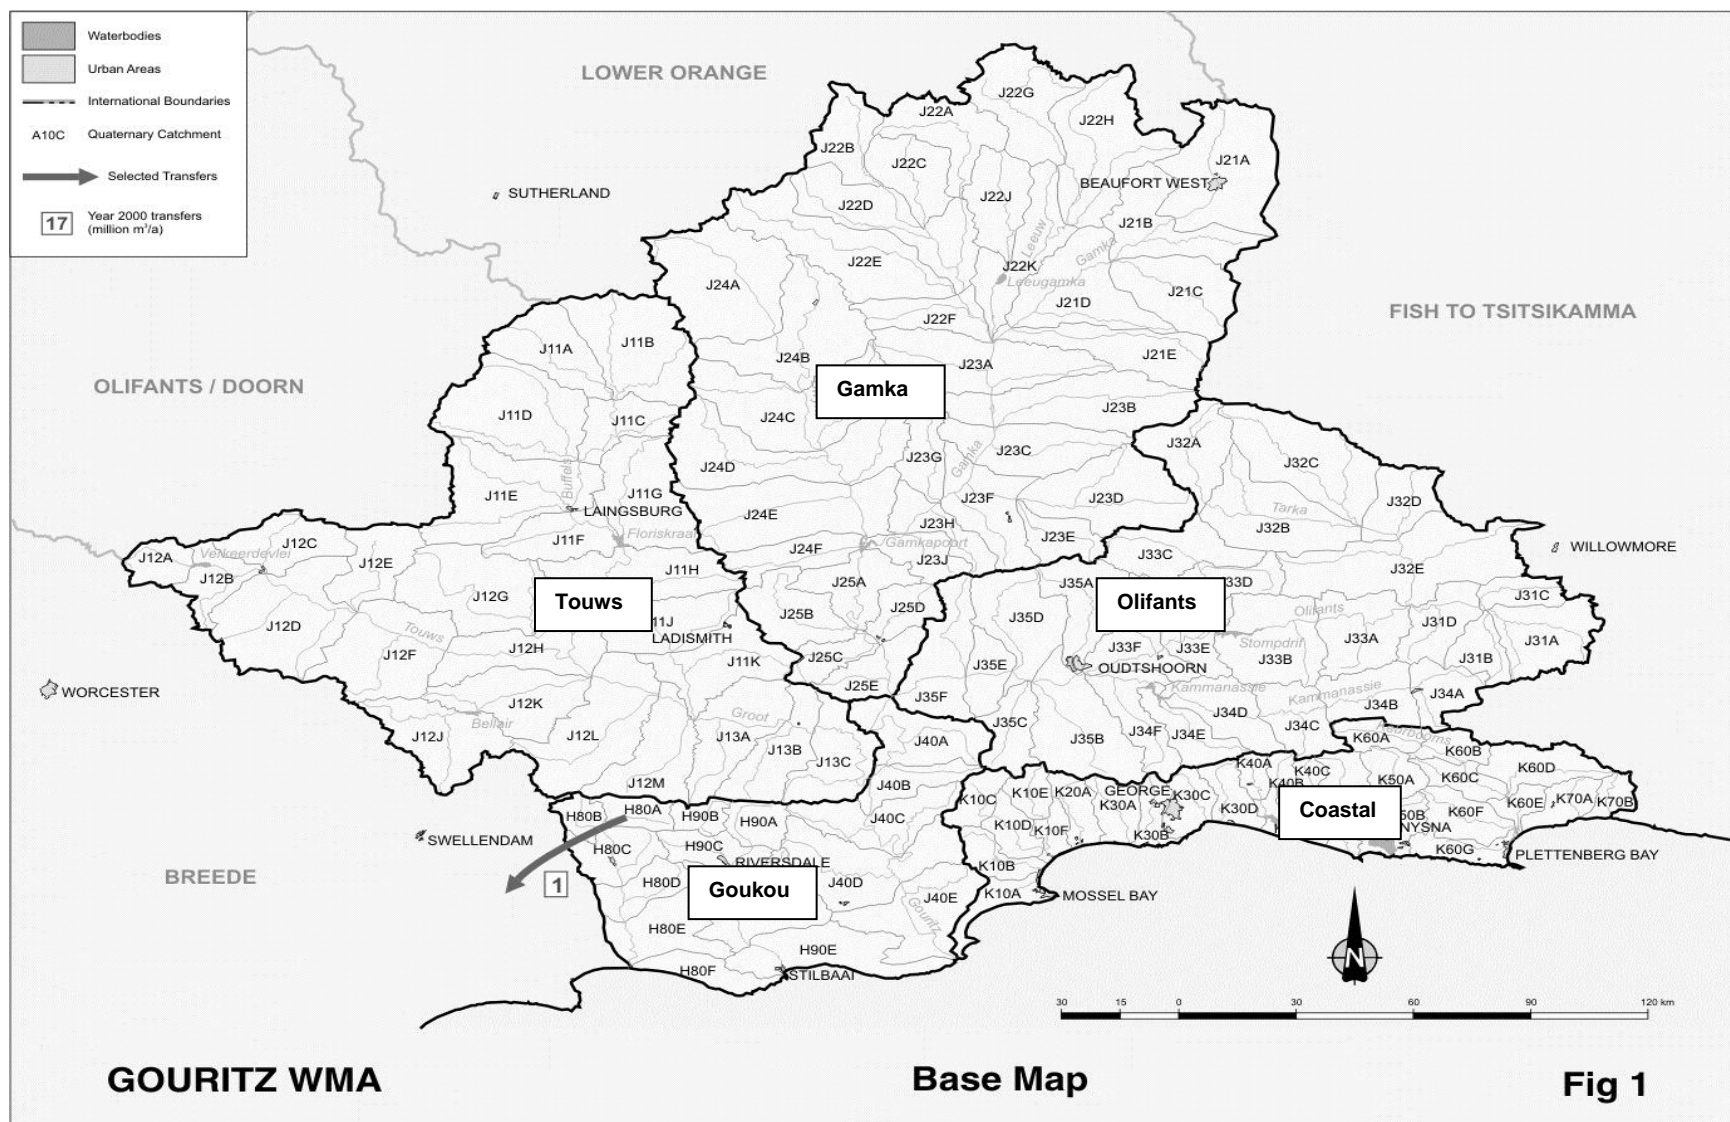 Waterbodies
Urban Areas
International Boundaries
A10C Quaternary Catchment
Selected Transfers
17 Year 2000 transfers
(million m³/a)
LOWER ORANGE
SUTHERLAND
OLIFANTS / DOORN
FISH TO TSITSIKAMMA
BREEDE
J22G
J22A
J22H
J22B
J22C
J21A
BEAUFORT WEST
J22D
J22J
J21B
Leeuw
Gamka
J22E
J22K
Leeugamka
J24A
J21D
J21C
J22F
J11A
J11B
J24B
J23A
J21E
Gamka
J11D
J11C
J24C
J23B
J32A
J23G
Gamka
J23C
J32C
J24D
Buffels
J11E
J11G
LAINGSBURG
J23F
J23D
J32D
Tarka
J24E
J23H
J32B
J11F
Floriskraal
J24F
Gamkapoort
J23E
J23J
J33C
WILLOWMORE
J12A
Verkeerdevlei
J12C
J12E
J12B
J11H
J32E
J25A
J35A
33D
J12G
Touws
Olifants
J31C
J25B
J25D
J35D
Olifants
J12D
Touws
11J
LADISMITH
J31D
J33A
J31A
Stompdrif
J12F
J12H
J33F
J33E
J33B
J31B
J11K
J25C
J35E
OUDTSHOORN
J25E
J35F
Kammanassie
Kammanassie
J34A
WORCESTER
J12K
J34B
Bellair
Groot
J34D
J12J
J12L
J13A
J13B
J13C
J40A
J35C
J35B
J34F
J34E
J34C
K60A
K60B
J12M
J40B
K40A
K40B
K40C
K50A
K60C
K60D
K10C
K10E
K20A
GEORGE
K30A
K30C
K40D
Coastal
K60E
K70A
K70B
H80B
H80A
H90B
H90A
J40C
K10D
K10F
K30B
50B
K60F
NYSNA
SWELLENDAM
H80C
H90C
RIVERSDALE
K60G
PLETTENBERG BAY
K10B
1
H80D
Goukou
J40D
J40E
K10A
MOSSEL BAY
Gouritz
H80E
H90E
H80F
STILBAAI
N
30 15 0 30 60 90 120 km
GOURITZ WMA
Base Map
Fig 1